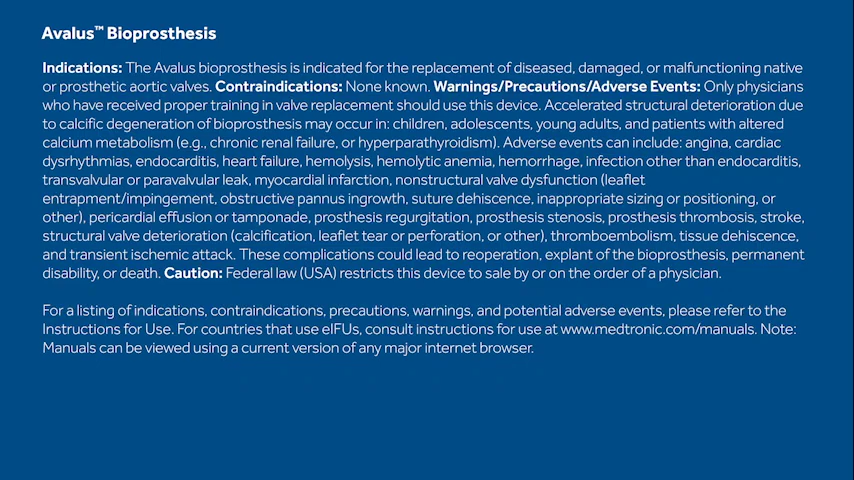 Avalus™ Bioprosthesis
Indications: The Avalus bioprosthesis is indicated for the replacement of diseased, damaged, or malfunctioning native
or prosthetic aortic valves. Contraindications: None known. Warnings/Precautions/Adverse Events: Only physicians
who have received proper training in valve replacement should use this device. Accelerated structural deterioration due
to calcific degeneration of bioprosthesis may occur in: children, adolescents, young adults, and patients with altered
calcium metabolism (e.g., chronic renal failure, or hyperparathyroidism). Adverse events can include: angina, cardiac
dysrhythmias, endocarditis, heart failure, hemolysis, hemolytic anemia, hemorrhage, infection other than endocarditis,
transvalvular or paravalvular leak, myocardial infarction, nonstructural valve dysfunction (leaflet
entrapment/impingement, obstructive pannus ingrowth, suture dehiscence, inappropriate sizing or positioning, or
other), pericardial effusion or tamponade, prosthesis regurgitation, prosthesis stenosis, prosthesis thrombosis, stroke,
structural valve deterioration (calcification, leaflet tear or perforation, or other), thromboembolism, tissue dehiscence,
and transient ischemic attack. These complications could lead to reoperation, explant of the bioprosthesis, permanent
disability, or death. Caution: Federal law (USA) restricts this device to sale by or on the order of a physician.
For a listing of indications, contraindications, precautions, warnings, and potential adverse events, please refer to the
Instructions for Use. For countries that use eIFUs, consult instructions for use at www.medtronic.com/manuals. Note:
Manuals can be viewed using a current version of any major internet browser.